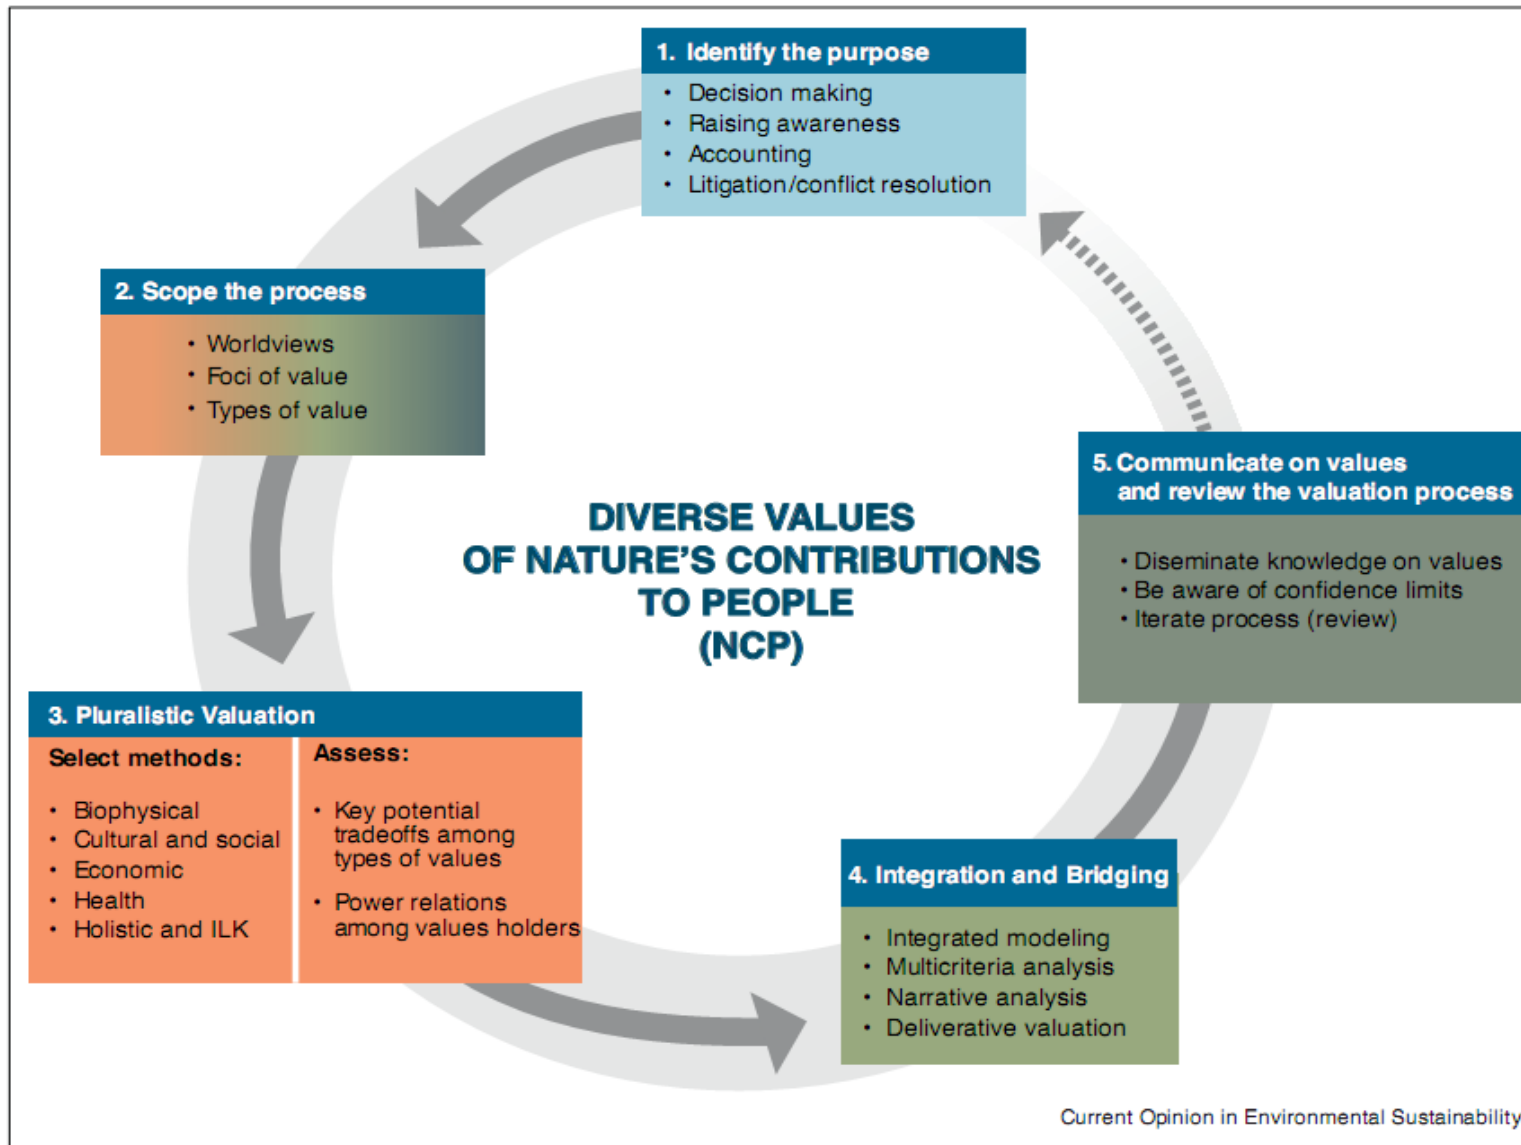 1. Identify the purpose
• Decision making
• Raising awareness
• Accounting
• Litigation/conflict resolution
2. Scope the process
• Worldviews
• Foci of value
• Types of value
DIVERSE VALUES
OF NATURE'S CONTRIBUTIONS
TO PEOPLE
(NCP)
3. Pluralistic Valuation
Select methods:
• Biophysical
• Cultural and social
• Economic
• Health
• Holistic and ILK
Assess:
• Key potential
tradeoffs among
types of values
• Power relations
among values holders
4. Integration and Bridging
• Integrated modeling
• Multicriteria analysis
• Narrative analysis
• Deliverative valuation
5. Communicate on values
and review the valuation process
• Diseminate knowledge on values
• Be aware of confidence limits
• Iterate process (review)
Current Opinion in Environmental Sustainability